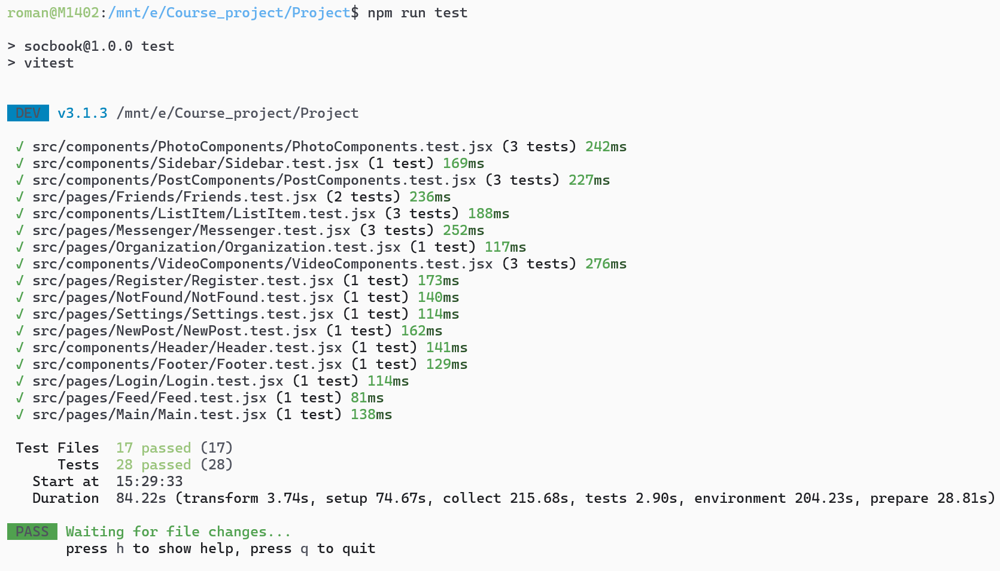 roman@M1402:/mnt/e/Course_project/Project$ npm run test
> socbook@1.0.0 test
> vitest
DEV v3.1.3 /mnt/e/Course_project/Project
√ src/components/PhotoComponents/PhotoComponents.test.jsx (3 tests) 242ms
√ src/components/Sidebar/Sidebar.test.jsx (1 test) 169ms
√ src/components/PostComponents/PostComponents.test.jsx (3 tests) 227ms
√ src/pages/Friends/Friends.test.jsx (2 tests) 236ms
√ src/components/ListItem/ListItem.test.jsx (3 tests) 188ms
√ src/pages/Messenger/Messenger.test.jsx (3 tests) 252ms
√ src/pages/Organization/Organization.test.jsx (1 test) 117ms
√ src/components/VideoComponents/VideoComponents.test.jsx (3 tests) 276ms
√ src/pages/Register/Register.test.jsx (1 test) 173ms
√ src/pages/NotFound/NotFound.test.jsx (1 test) 140ms
√ src/pages/Settings/Settings.test.jsx (1 test) 114ms
√ src/pages/NewPost/NewPost.test.jsx (1 test) 162ms
√ src/components/Header/Header.test.jsx (1 test) 141ms
√ src/components/Footer/Footer.test.jsx (1 test) 129ms
√ src/pages/Login/Login.test.jsx (1 test) 114ms
√ src/pages/Feed/Feed.test.jsx (1 test) 81ms
√ src/pages/Main/Main.test.jsx (1 test) 138ms
Test Files 17 passed (17)
Tests 28 passed (28)
Start at 15:29:33
Duration 84.22s (transform 3.74s, setup 74.67s, collect 215.68s, tests 2.90s, environment 204.23s, prepare 28.81s)
PASS Waiting for file changes...
press h to show help, press q to quit